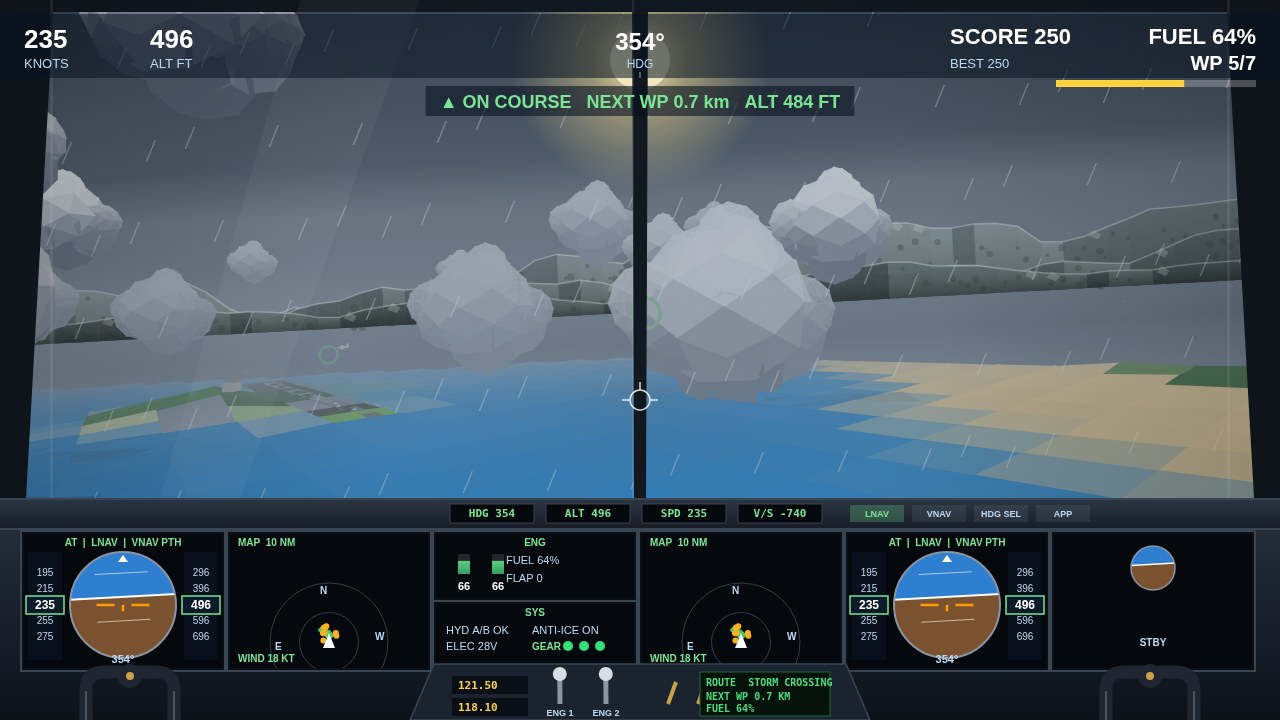 235
KNOTS
496
ALT FT
354°
HDG
SCORE 250
BEST 250
FUEL 64%
WP 5/7
▲ ON COURSE NEXT WP 0.7 km ALT 484 FT
HDG 354
ALT 496
SPD 235
V/S -740
LNAV
VNAV
HDG SEL
APP
AT | LNAV | VNAV PTH
195
215
235
255
275
296
396
496
596
696
354°
MAP 10 NM
N
E
W
WIND 18 KT
ENG
66
66
FUEL 64%
FLAP 0
SYS
HYD A/B OK
ANTI-ICE ON
ELEC 28V
GEAR
MAP 10 NM
N
E
W
WIND 18 KT
AT | LNAV | VNAV PTH
195
215
235
255
275
296
396
496
596
696
354°
STBY
121.50
118.10
ENG 1
ENG 2
ROUTE STORM CROSSING
NEXT WP 0.7 KM
FUEL 64%